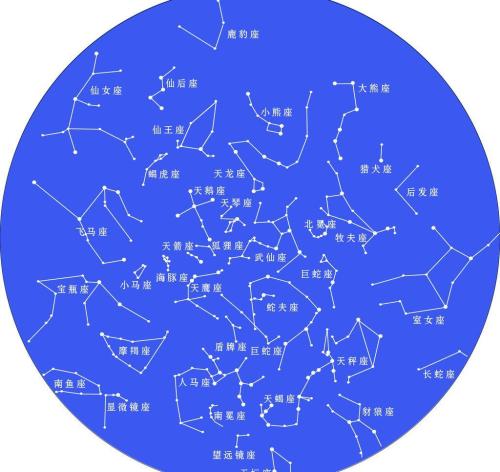 鹿豹座
仙后座
仙女座
大熊座
小熊座
仙王座
猎犬座
蝎虎座
天龙座
后发座
天鹅座
天琴座
飞马座
北冕座
牧夫座
天箭座
狐狸座
武仙座
海豚座
巨蛇座
小马座
天鹰座
宝瓶座
蛇夫座
室女座
摩羯座
盾牌座
巨蛇座
天秤座
长蛇座
南鱼座
人马座
显微镜座
南冕座
天蝎座
豺狼座
望远镜座